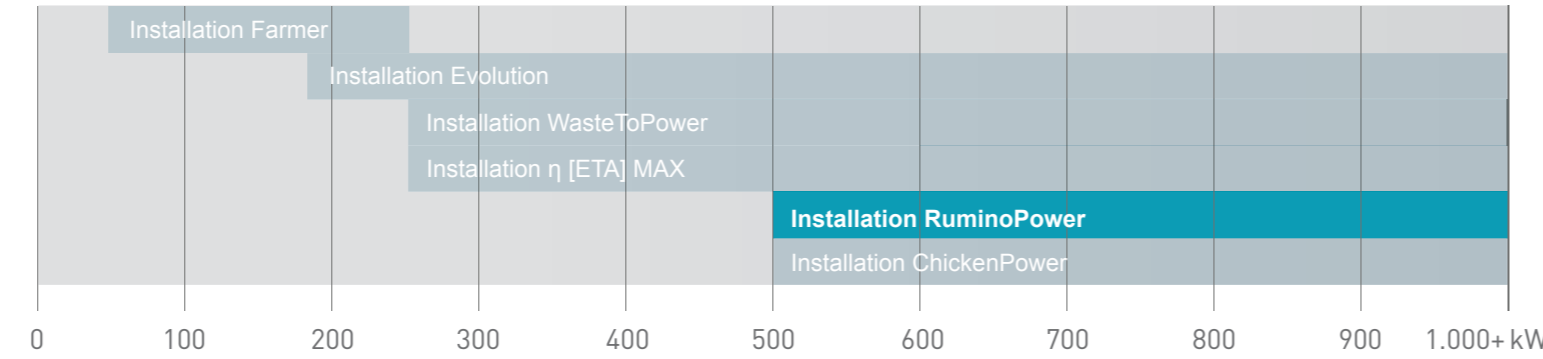 Installation Farmer
Installation Evolution
Installation WasteToPower
Installation η [ETA] MAX
Installation RuminoPower
Installation ChickenPower
0 100 200 300 400 500 600 700 800 900 1.000+ kW